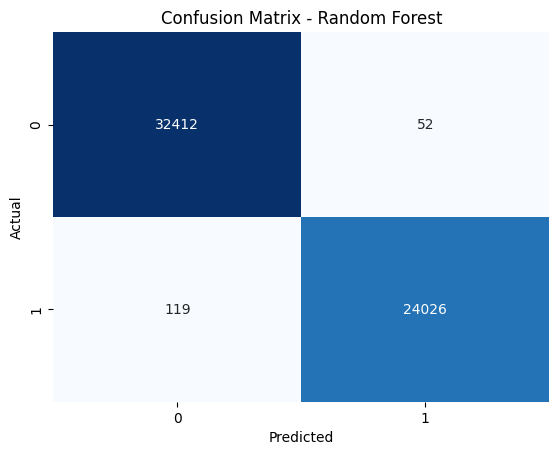 Confusion Matrix - Random Forest
Actual
0
32412
52
1
119
24026
0
1
Predicted